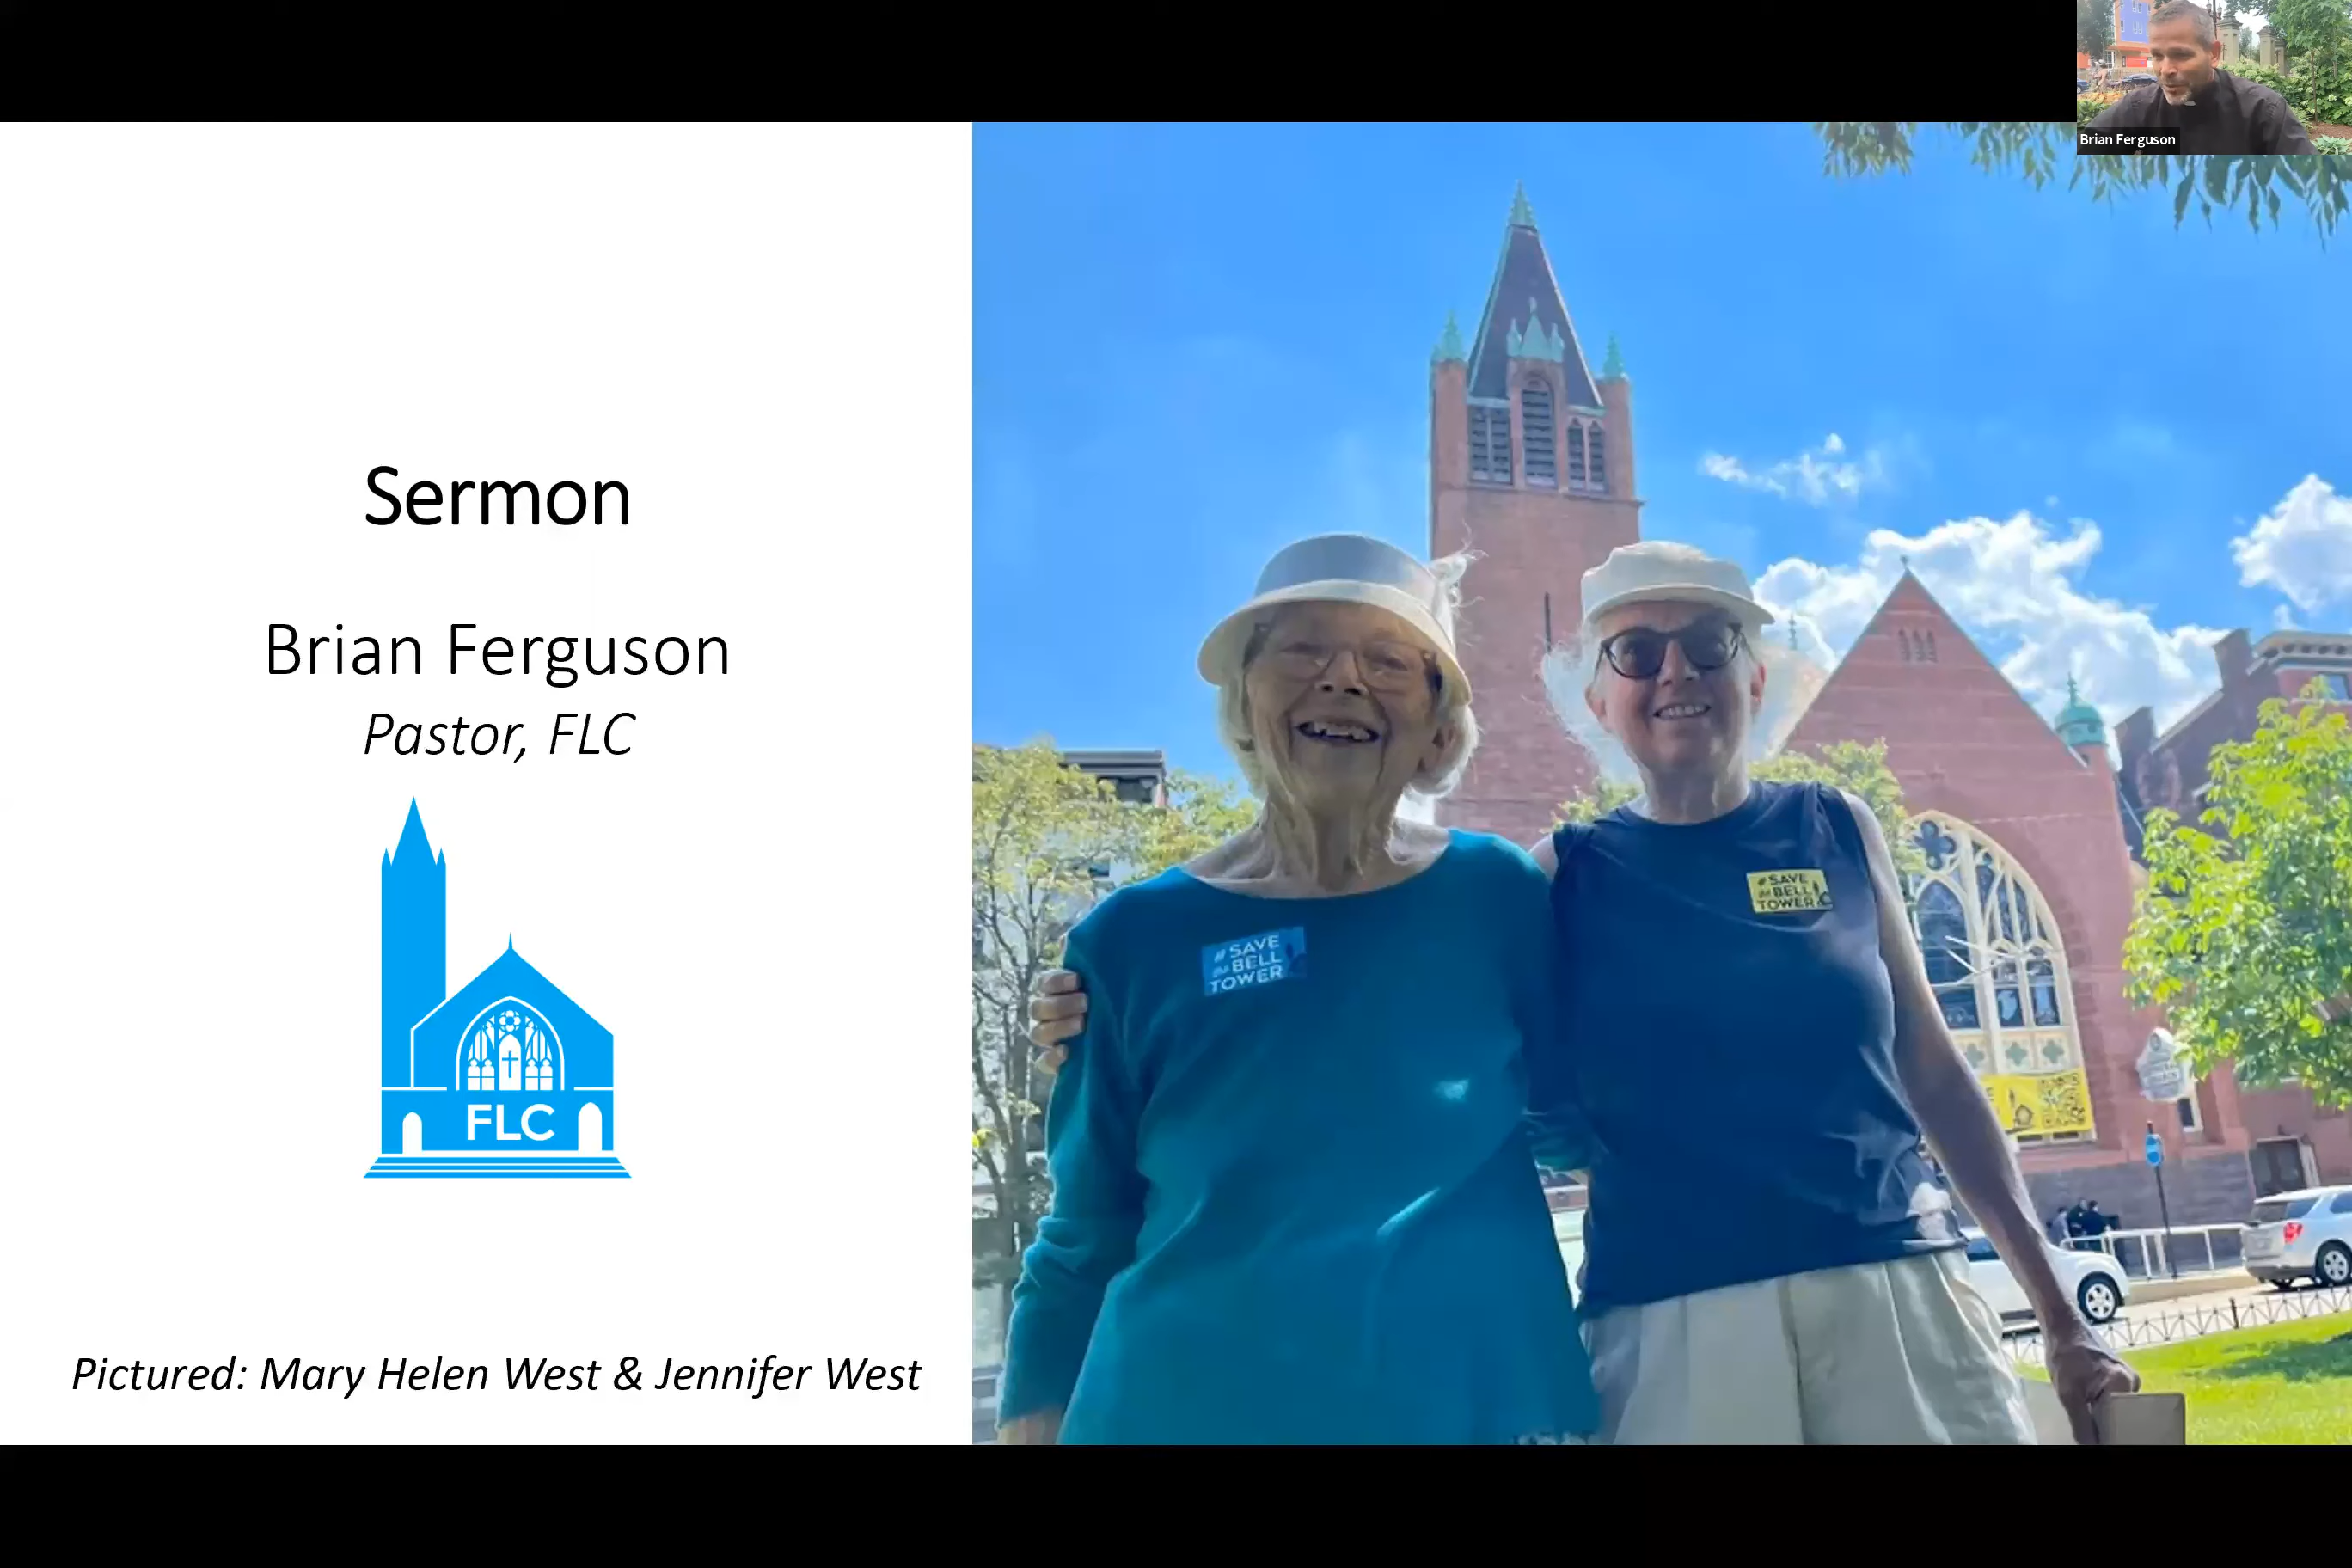 Brian Ferguson
Sermon
Brian Ferguson
Pastor, FLC
FLC
Pictured: Mary Helen West & Jennifer West
#SAVE
the BELL
TOWER
#SAVE
the BELL
TOWER